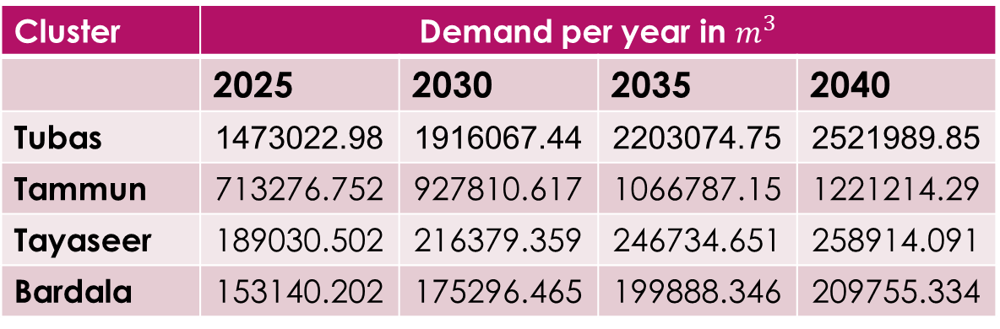 Cluster Demand per year in m³
2025 2030 2035 2040
Tubas 1473022.98 1916067.44 2203074.75 2521989.85
Tammun 713276.752 927810.617 1066787.15 1221214.29
Tayaseer 189030.502 216379.359 246734.651 258914.091
Bardala 153140.202 175296.465 199888.346 209755.334